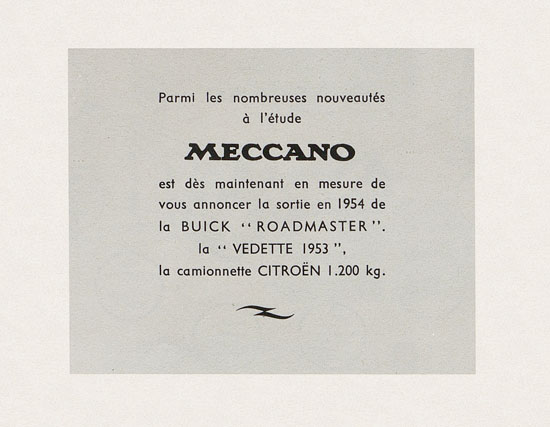 Parmi les nombreuses nouveautés
à l'étude
MECCANO
est dès maintenant en mesure de
vous annoncer la sortie en 1954 de
la BUICK “ROADMASTER”.
la “VEDETTE 1953”,
la camionnette CITROËN 1.200 kg.